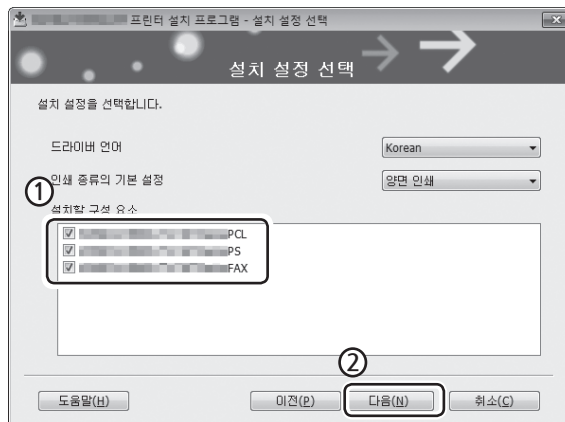 프린터 설치 프로그램 - 설치 설정 선택
설치 설정 선택
설치 설정을 선택합니다.
드라이버 언어 Korean
① 인쇄 종류의 기본 설정 양면 인쇄
설치할 구성 요소
PCL
PS
FAX
②
도움말(H) 이전(P) 다음(N) 취소(C)